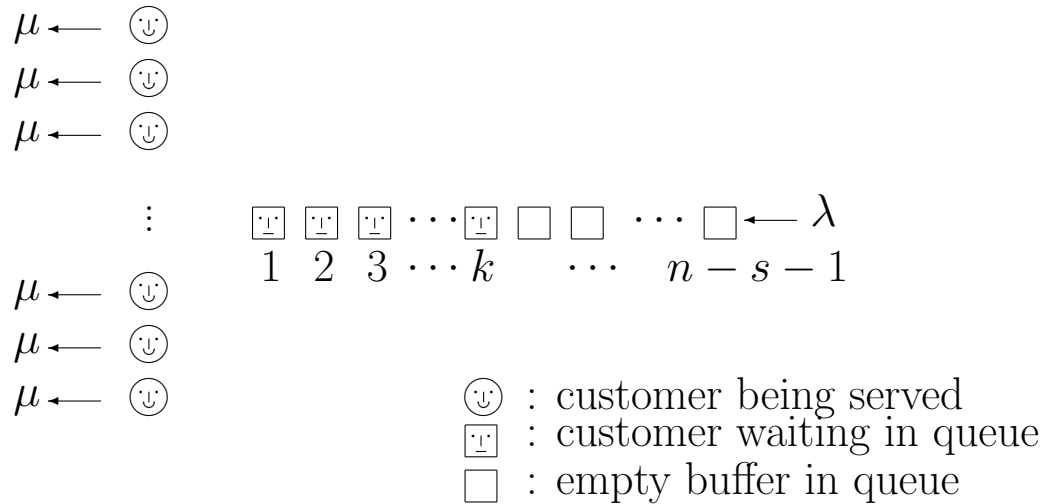 μ
μ
μ
⋮
⋯ ⋯ λ
1 2 3 ⋯ k ⋯ n − s − 1
μ
μ
μ
: customer being served
: customer waiting in queue
: empty buffer in queue